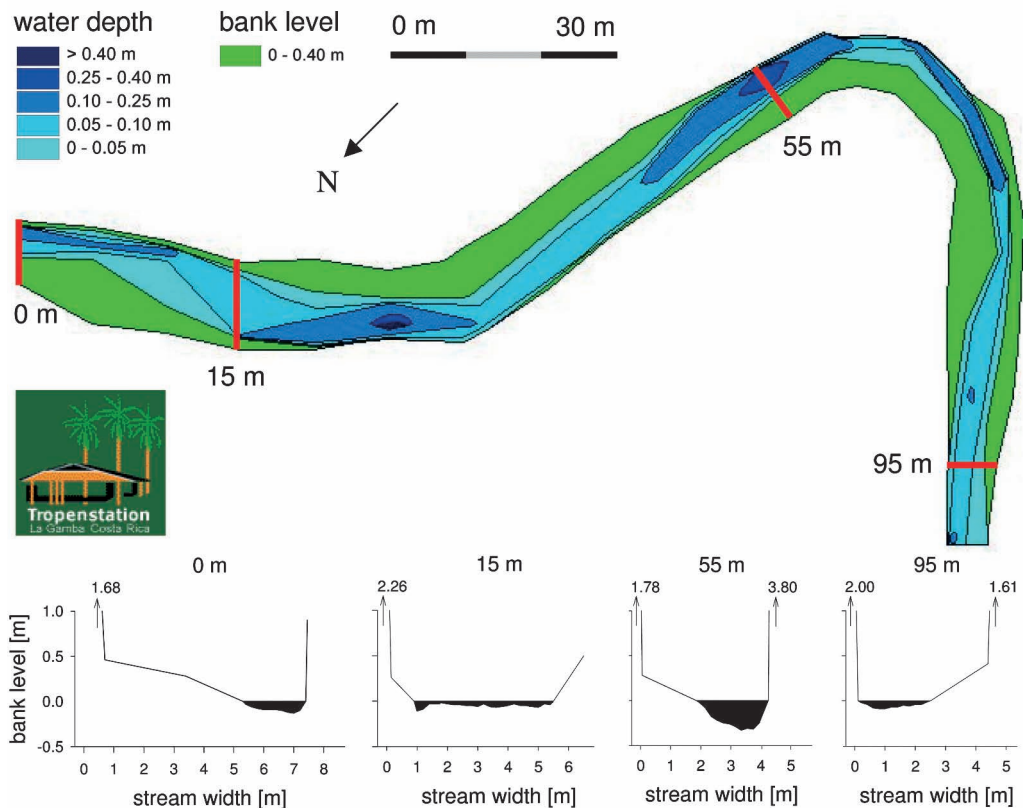 water depth
> 0.40 m
0.25 - 0.40 m
0.10 - 0.25 m
0.05 - 0.10 m
0 - 0.05 m
bank level
0 - 0.40 m
0 m 30 m
N
55 m
0 m
15 m
95 m
Tropenstation
La Gamba Costa Rica
0 m
15 m
55 m
95 m
1.68
2.26
1.78
3.80
2.00
1.61
bank level [m]
1.0
0.5
0.0
-0.5
0 1 2 3 4 5 6 7 8
0 1 2 3 4 5 6
0 1 2 3 4 5
0 1 2 3 4 5
stream width [m]
stream width [m]
stream width [m]
stream width [m]